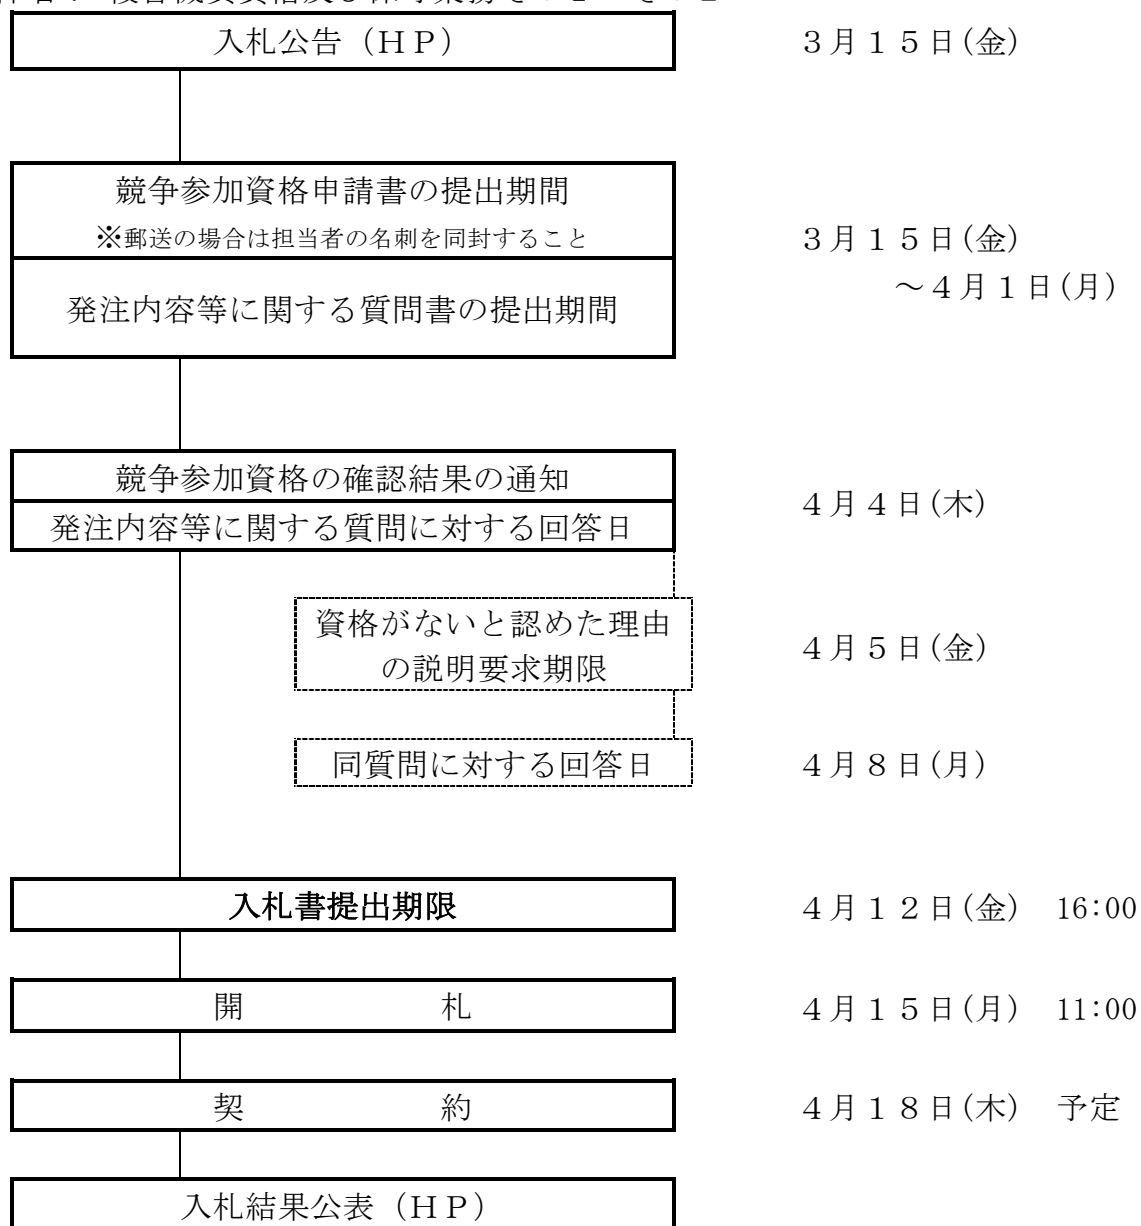 入札公告（ＨＰ）　３月１５日(金)
競争参加資格申請書の提出期間
※郵送の場合は担当者の名刺を同封すること　３月１５日(金)
～４月１日(月)
発注内容等に関する質問書の提出期間
競争参加資格の確認結果の通知
４月４日(木)
発注内容等に関する質問に対する回答日
資格がないと認めた理由
の説明要求期限
４月５日(金)
同質問に対する回答日　４月８日(月)
入札書提出期限　４月１２日(金)　16:00
開　札　４月１５日(月)　11:00
契　約　４月１８日(木)　予定
入札結果公表（ＨＰ）